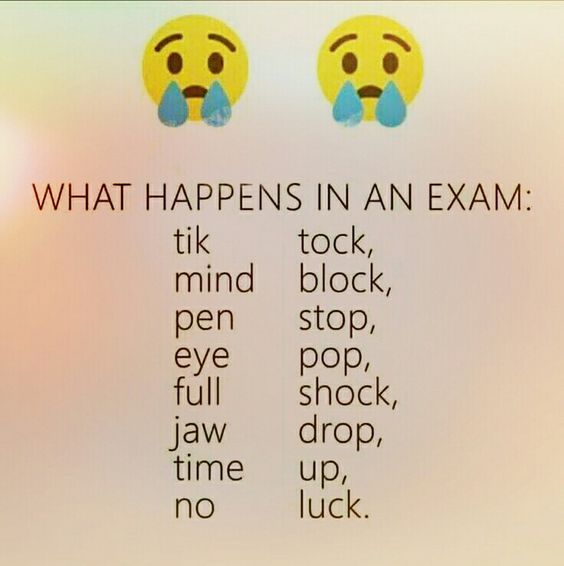 WHAT HAPPENS IN AN EXAM:
tik tock,
mind block,
pen stop,
eye pop,
full shock,
jaw drop,
time up,
no luck.